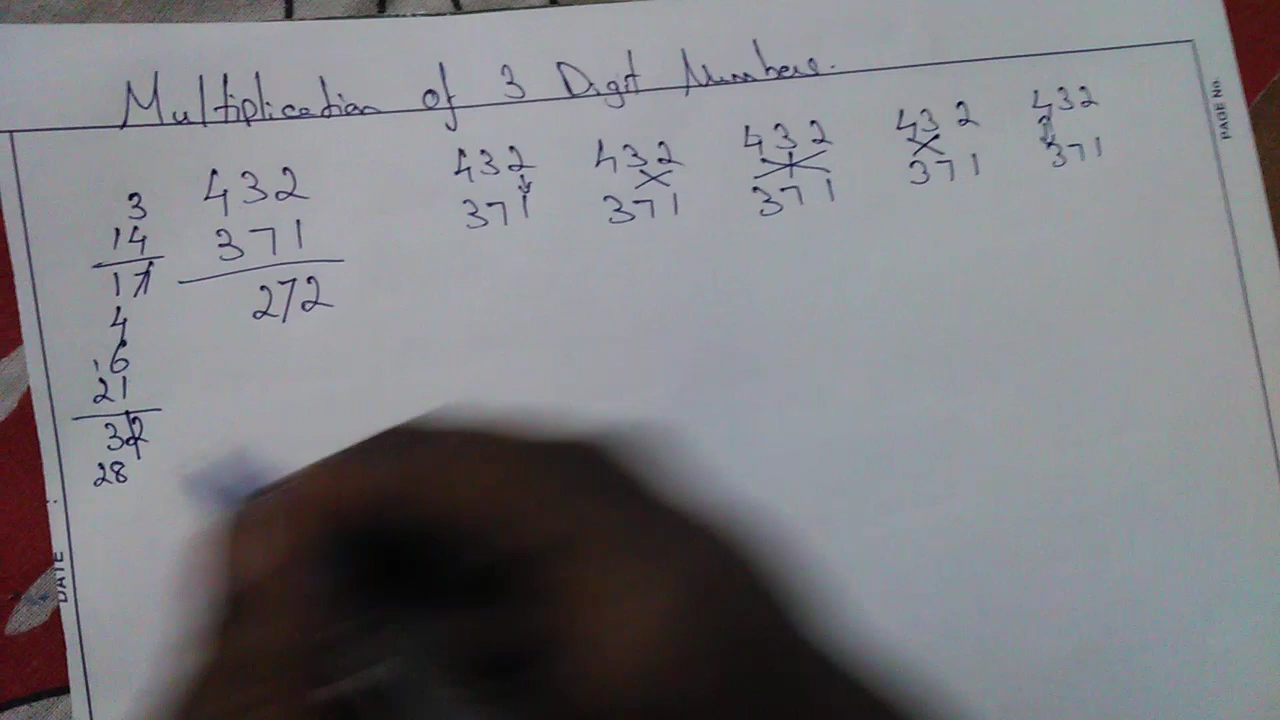 Multiplication of 3 Digit Numbers.
432 432 432 432 432
371 371 371 371 371
3 432
14 371
17 272
4
16
21
32
28
PAGE No.
DATE :